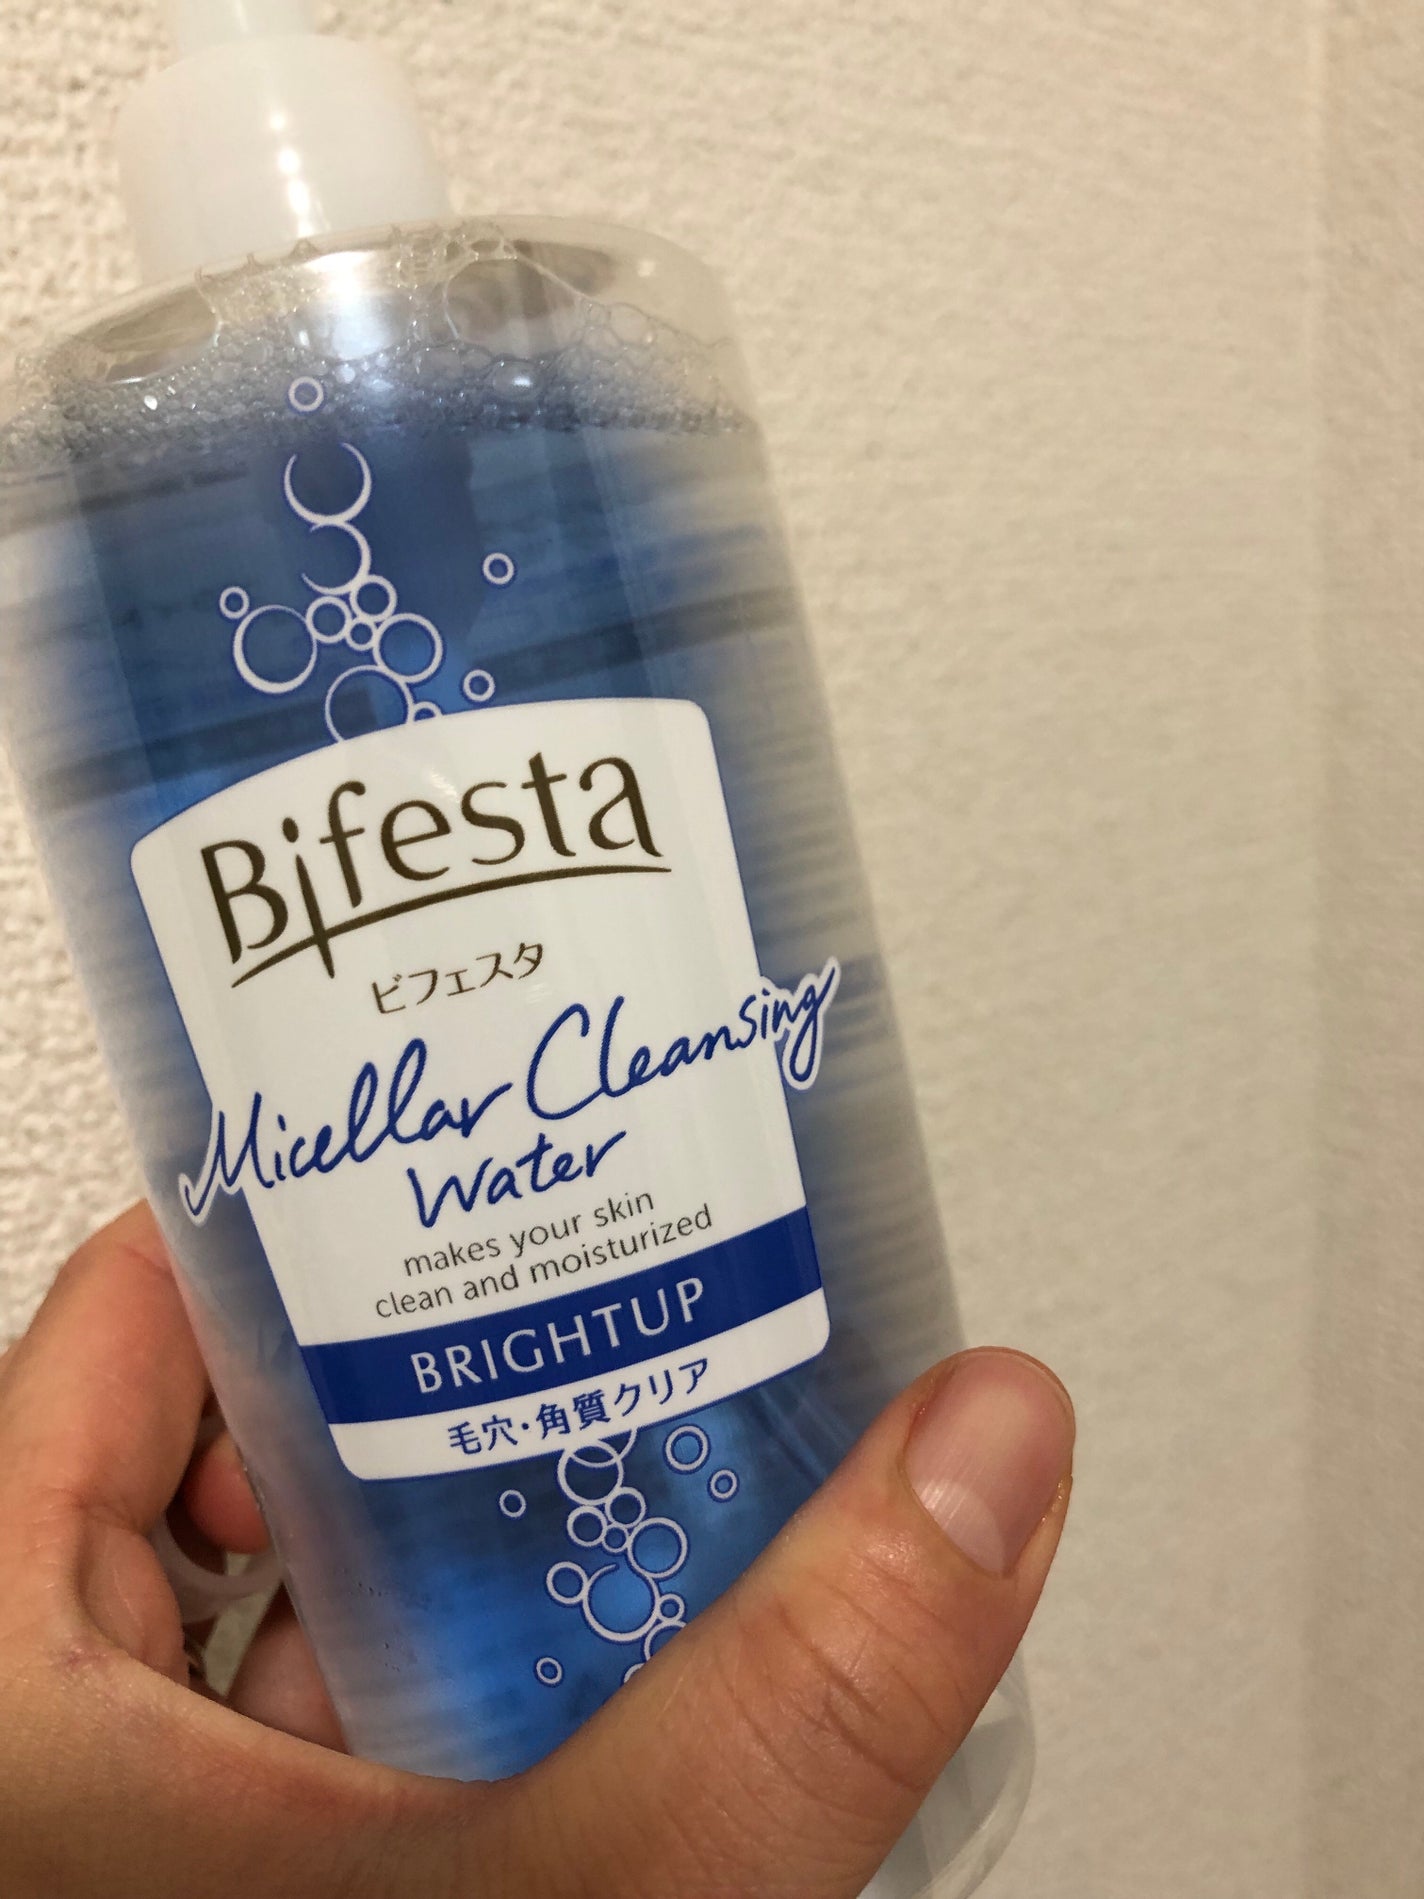 Bifesta
ビフェスタ
Micellar Cleansing
Water
makes your skin
clean and moisturized
BRIGHTUP
毛穴・角質クリア